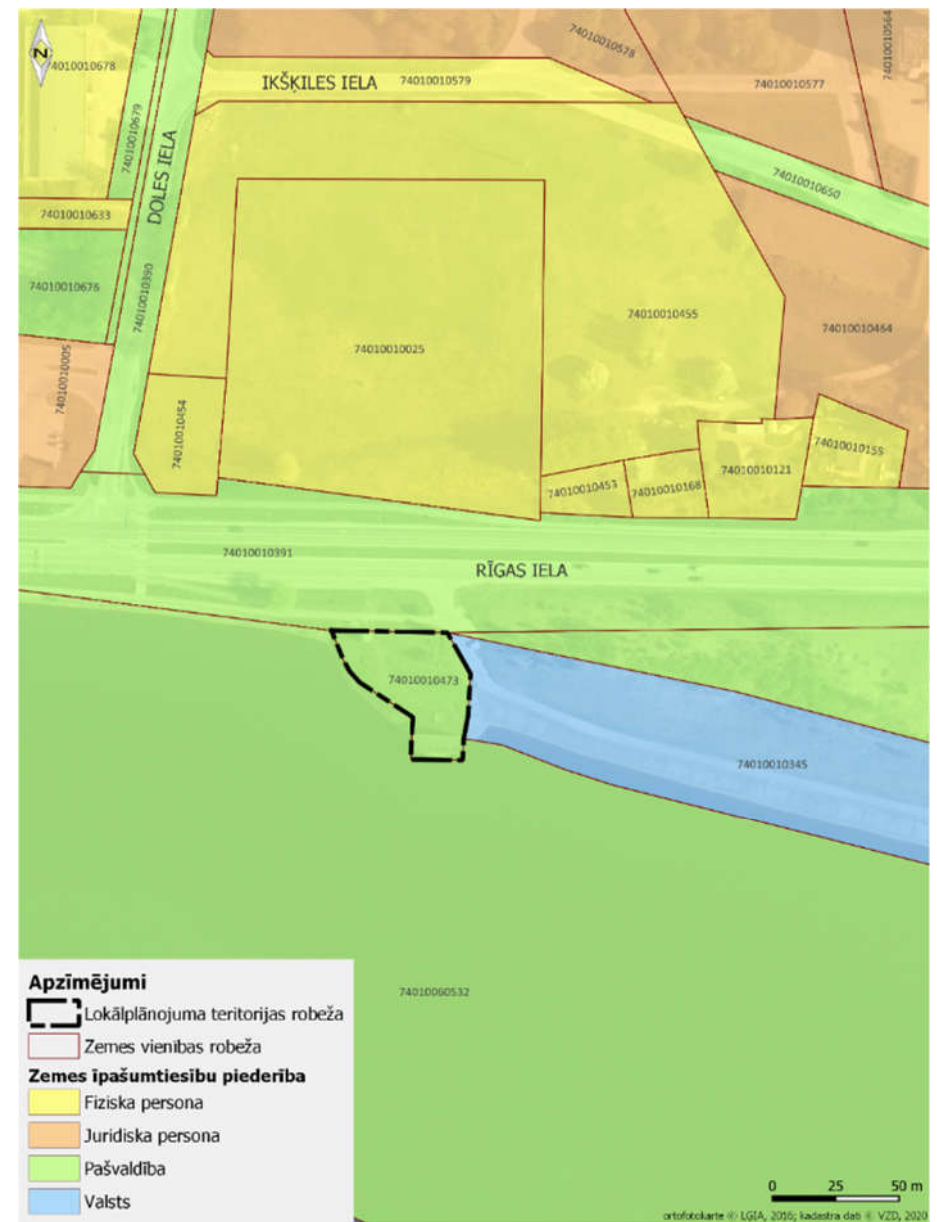 Z
74010010678
74010010679
DOLES IELA
IKŠĶILES IELA
74010010579
74010010578
74010010577
74010010564
74010010650
74010010633
74010010676
74010010390
74010010005
74010010454
74010010025
74010010455
74010010464
74010010453
74010010168
74010010121
74010010155
74010010391
RĪGAS IELA
74010010473
74010010345
74010060532
Apzīmējumi
Lokālplānojuma teritorijas robeža
Zemes vienības robeža
Zemes īpašumtiesību piederība
Fiziska persona
Juridiska persona
Pašvaldība
Valsts
0 25 50 m
ortofotokarte © LĢIA, 2016; kadastra dati © VZD, 2020